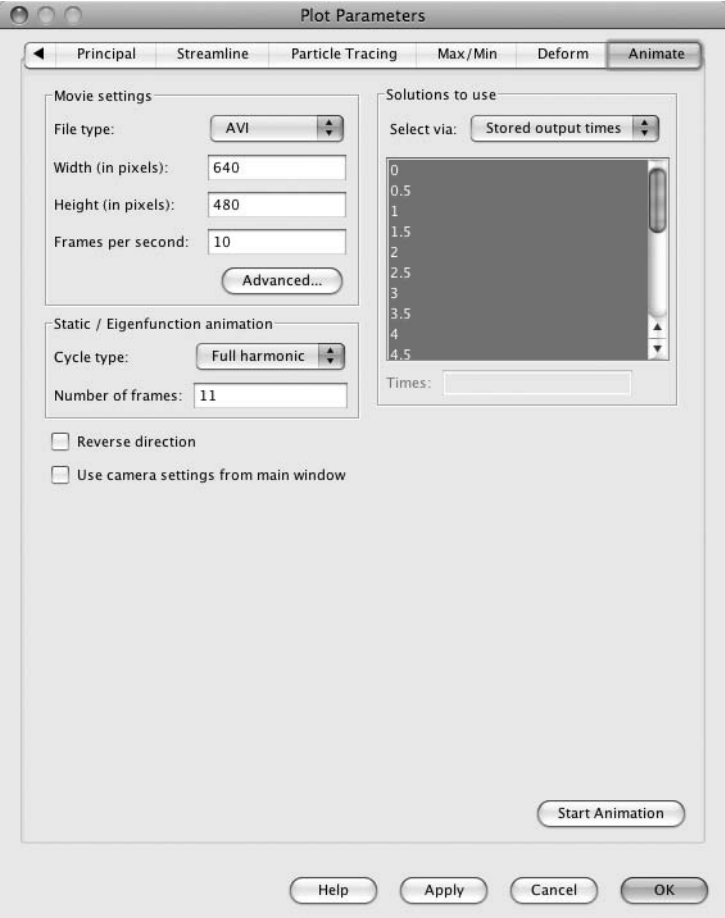 Plot Parameters
Principal
Streamline
Particle Tracing
Max/Min
Deform
Animate
Movie settings
File type: AVI
Width (in pixels): 640
Height (in pixels): 480
Frames per second: 10
Advanced...
Static / Eigenfunction animation
Cycle type: Full harmonic
Number of frames: 11
Reverse direction
Use camera settings from main window
Solutions to use
Select via: Stored output times
0
0.5
1
1.5
2
2.5
3
3.5
4
4.5
Times:
Start Animation
Help
Apply
Cancel
OK